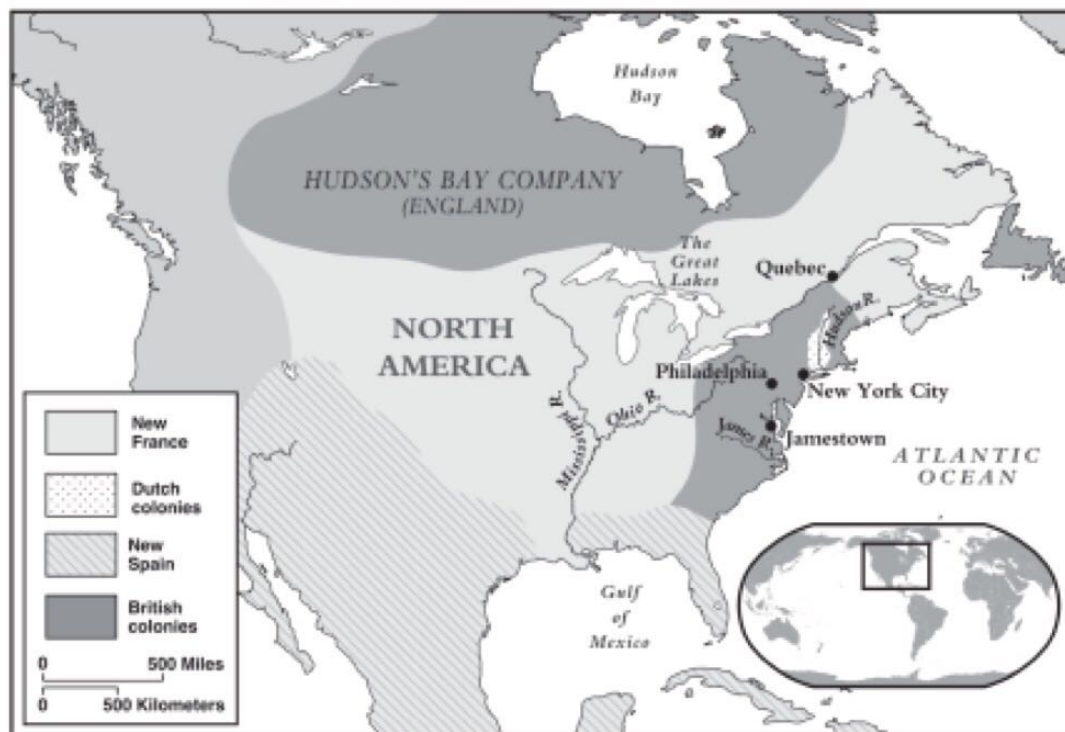 Hudson
Bay
HUDSON'S BAY COMPANY
(ENGLAND)
The
Great
Lakes
Quebec
Hudson R.
NORTH
AMERICA
Philadelphia
New York City
Mississippi R.
Ohio R.
James R.
Jamestown
ATLANTIC
OCEAN
Gulf
of
Mexico
New
France
Dutch
colonies
New
Spain
British
colonies
0 500 Miles
0 500 Kilometers